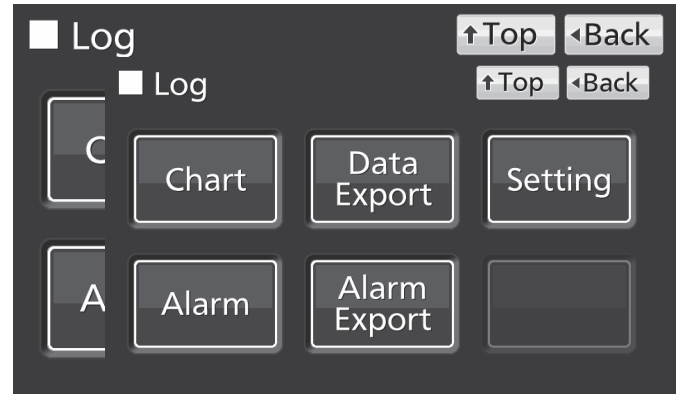 Log
↑Top
◂Back
Log
↑Top
◂Back
Chart
Data
Export
Setting
Alarm
Alarm
Export